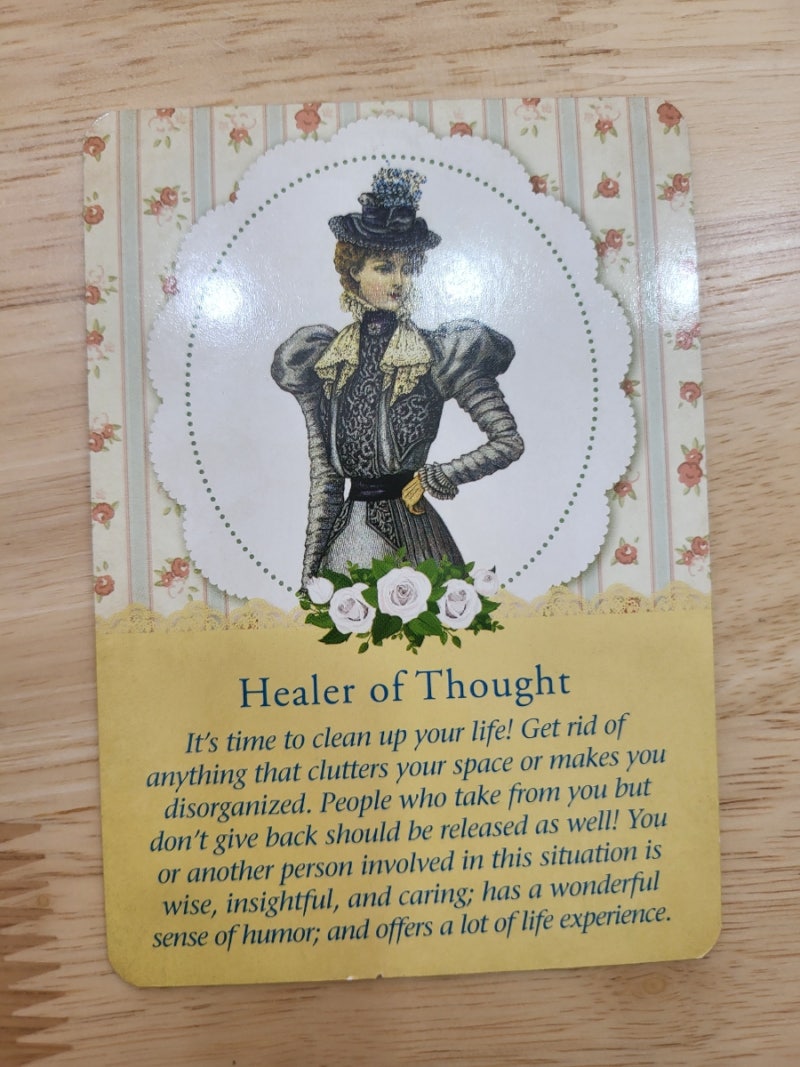 Healer of Thought
It's time to clean up your life! Get rid of
anything that clutters your space or makes you
disorganized. People who take from you but
don't give back should be released as well! You
or another person involved in this situation is
wise, insightful, and caring; has a wonderful
sense of humor; and offers a lot of life experience.